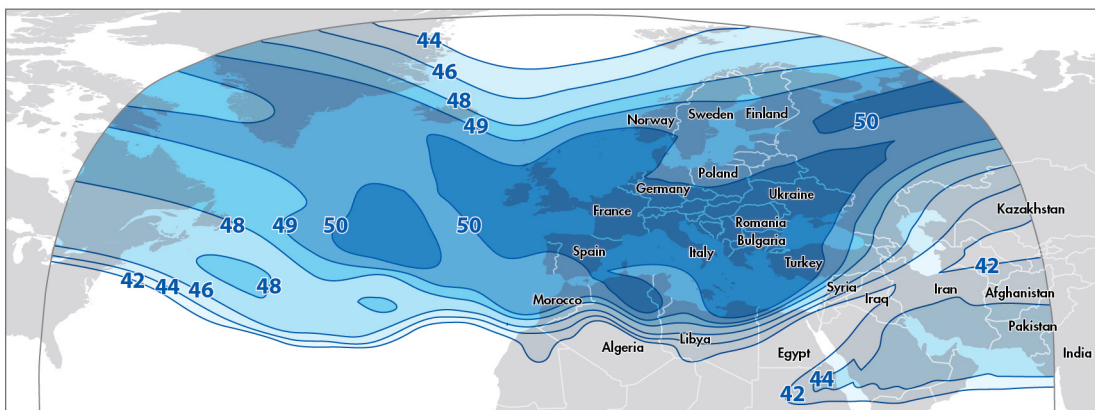 44
46
48
49
50
Norway
Sweden
Finland
Poland
Germany
Ukraine
Kazakhstan
France
48
49
50
50
Romania
Bulgaria
Spain
Italy
Turkey
42
42
44
46
48
Syria
Iran
Afghanistan
Morocco
Iraq
Pakistan
Algeria
Libya
Egypt
India
44
42